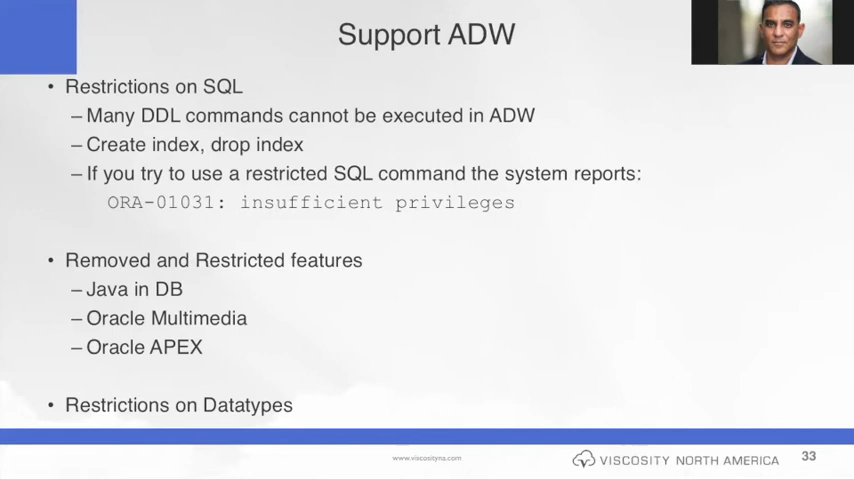 Support ADW
• Restrictions on SQL
– Many DDL commands cannot be executed in ADW
– Create index, drop index
– If you try to use a restricted SQL command the system reports:
ORA-01031: insufficient privileges
• Removed and Restricted features
– Java in DB
– Oracle Multimedia
– Oracle APEX
• Restrictions on Datatypes
www.viscosityna.com
VISCOSITY NORTH AMERICA
33